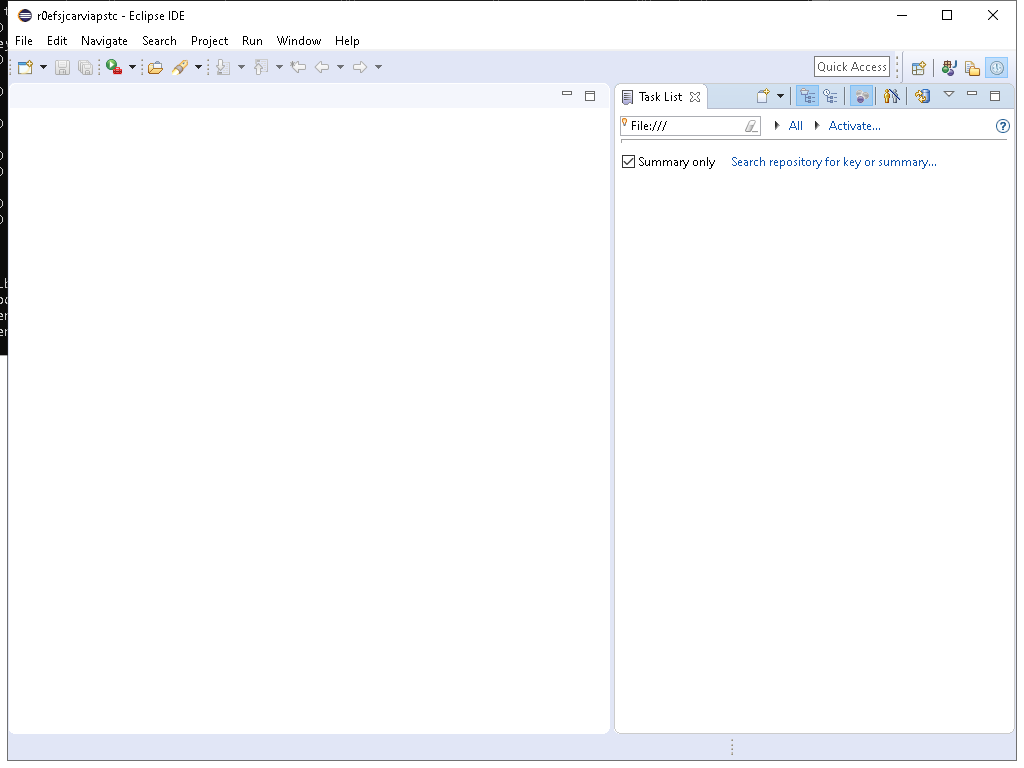 r0efsjcarviapstc - Eclipse IDE
File Edit Navigate Search Project Run Window Help
Quick Access
Task List
File:/// All Activate...
Summary only Search repository for key or summary...